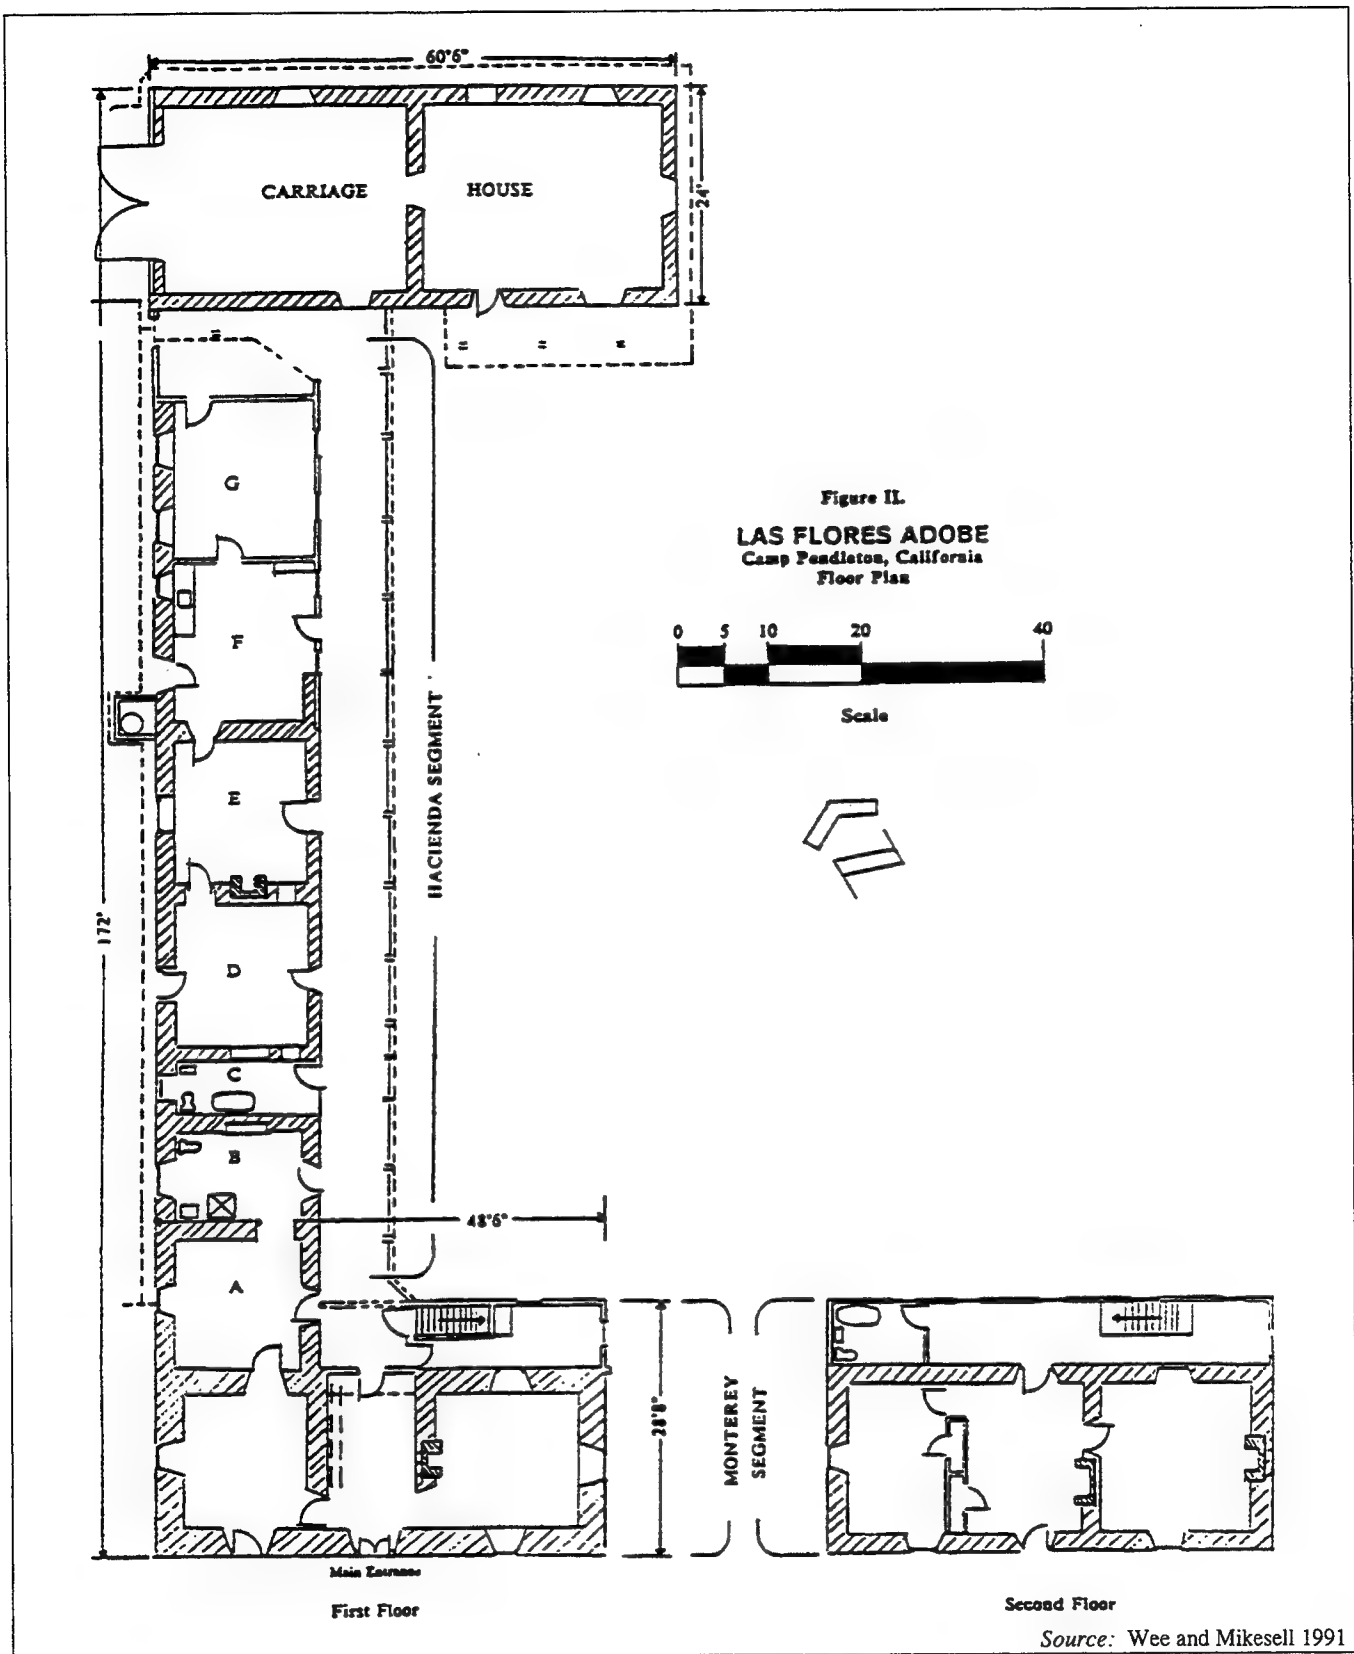 60'6"
CARRIAGE HOUSE
24'
G
Figure II.
LAS FLORES ADOBE
Camp Pendleton, California
Floor Plan
0 5 10 20 40
Scale
F
HACIENDA SEGMENT
E
172'
D
C
B
48'6"
A
28'8"
MONTEREY
SEGMENT
Main Entrance
First Floor
Second Floor
Source: Wee and Mikesell 1991